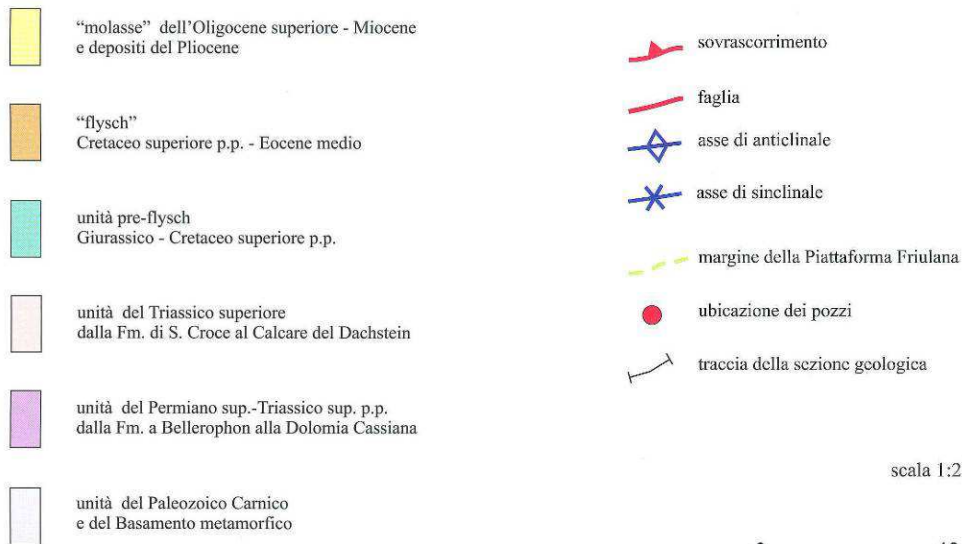 “molasse” dell’Oligocene superiore - Miocene
e depositi del Pliocene
“flysch”
Cretaceo superiore p.p. - Eocene medio
unità pre-flysch
Giurassico - Cretaceo superiore p.p.
unità del Triassico superiore
dalla Fm. di S. Croce al Calcare del Dachstein
unità del Permiano sup.-Triassico sup. p.p.
dalla Fm. a Bellerophon alla Dolomia Cassiana
unità del Paleozoico Carnico
e del Basamento metamorfico
sovrascorrimento
faglia
asse di anticlinale
asse di sinclinale
margine della Piattaforma Friulana
ubicazione dei pozzi
traccia della sezione geologica
scala 1:2